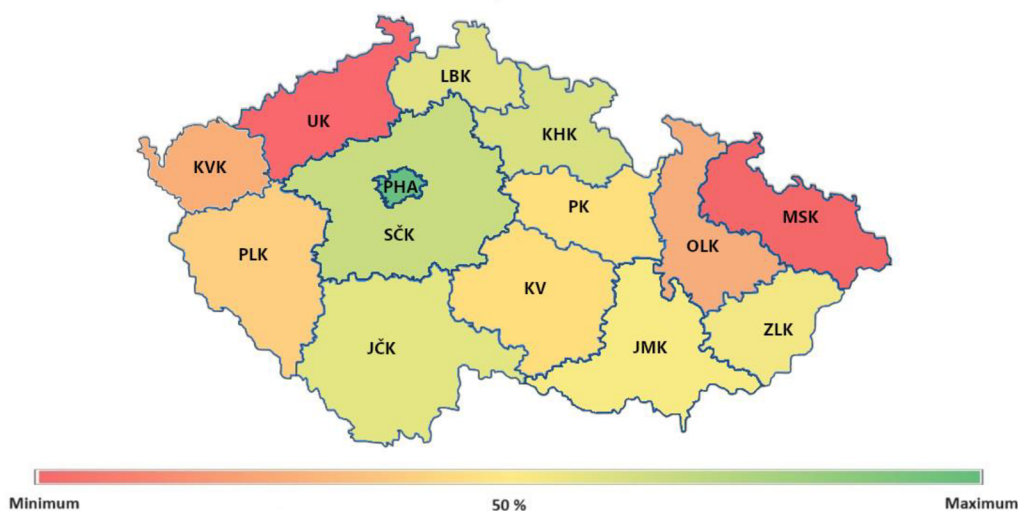 LBK
UK
KHK
KVK
PHA
PK
MSK
SČK
OLK
PLK
KV
ZLK
JČK
JMK
Minimum
50 %
Maximum